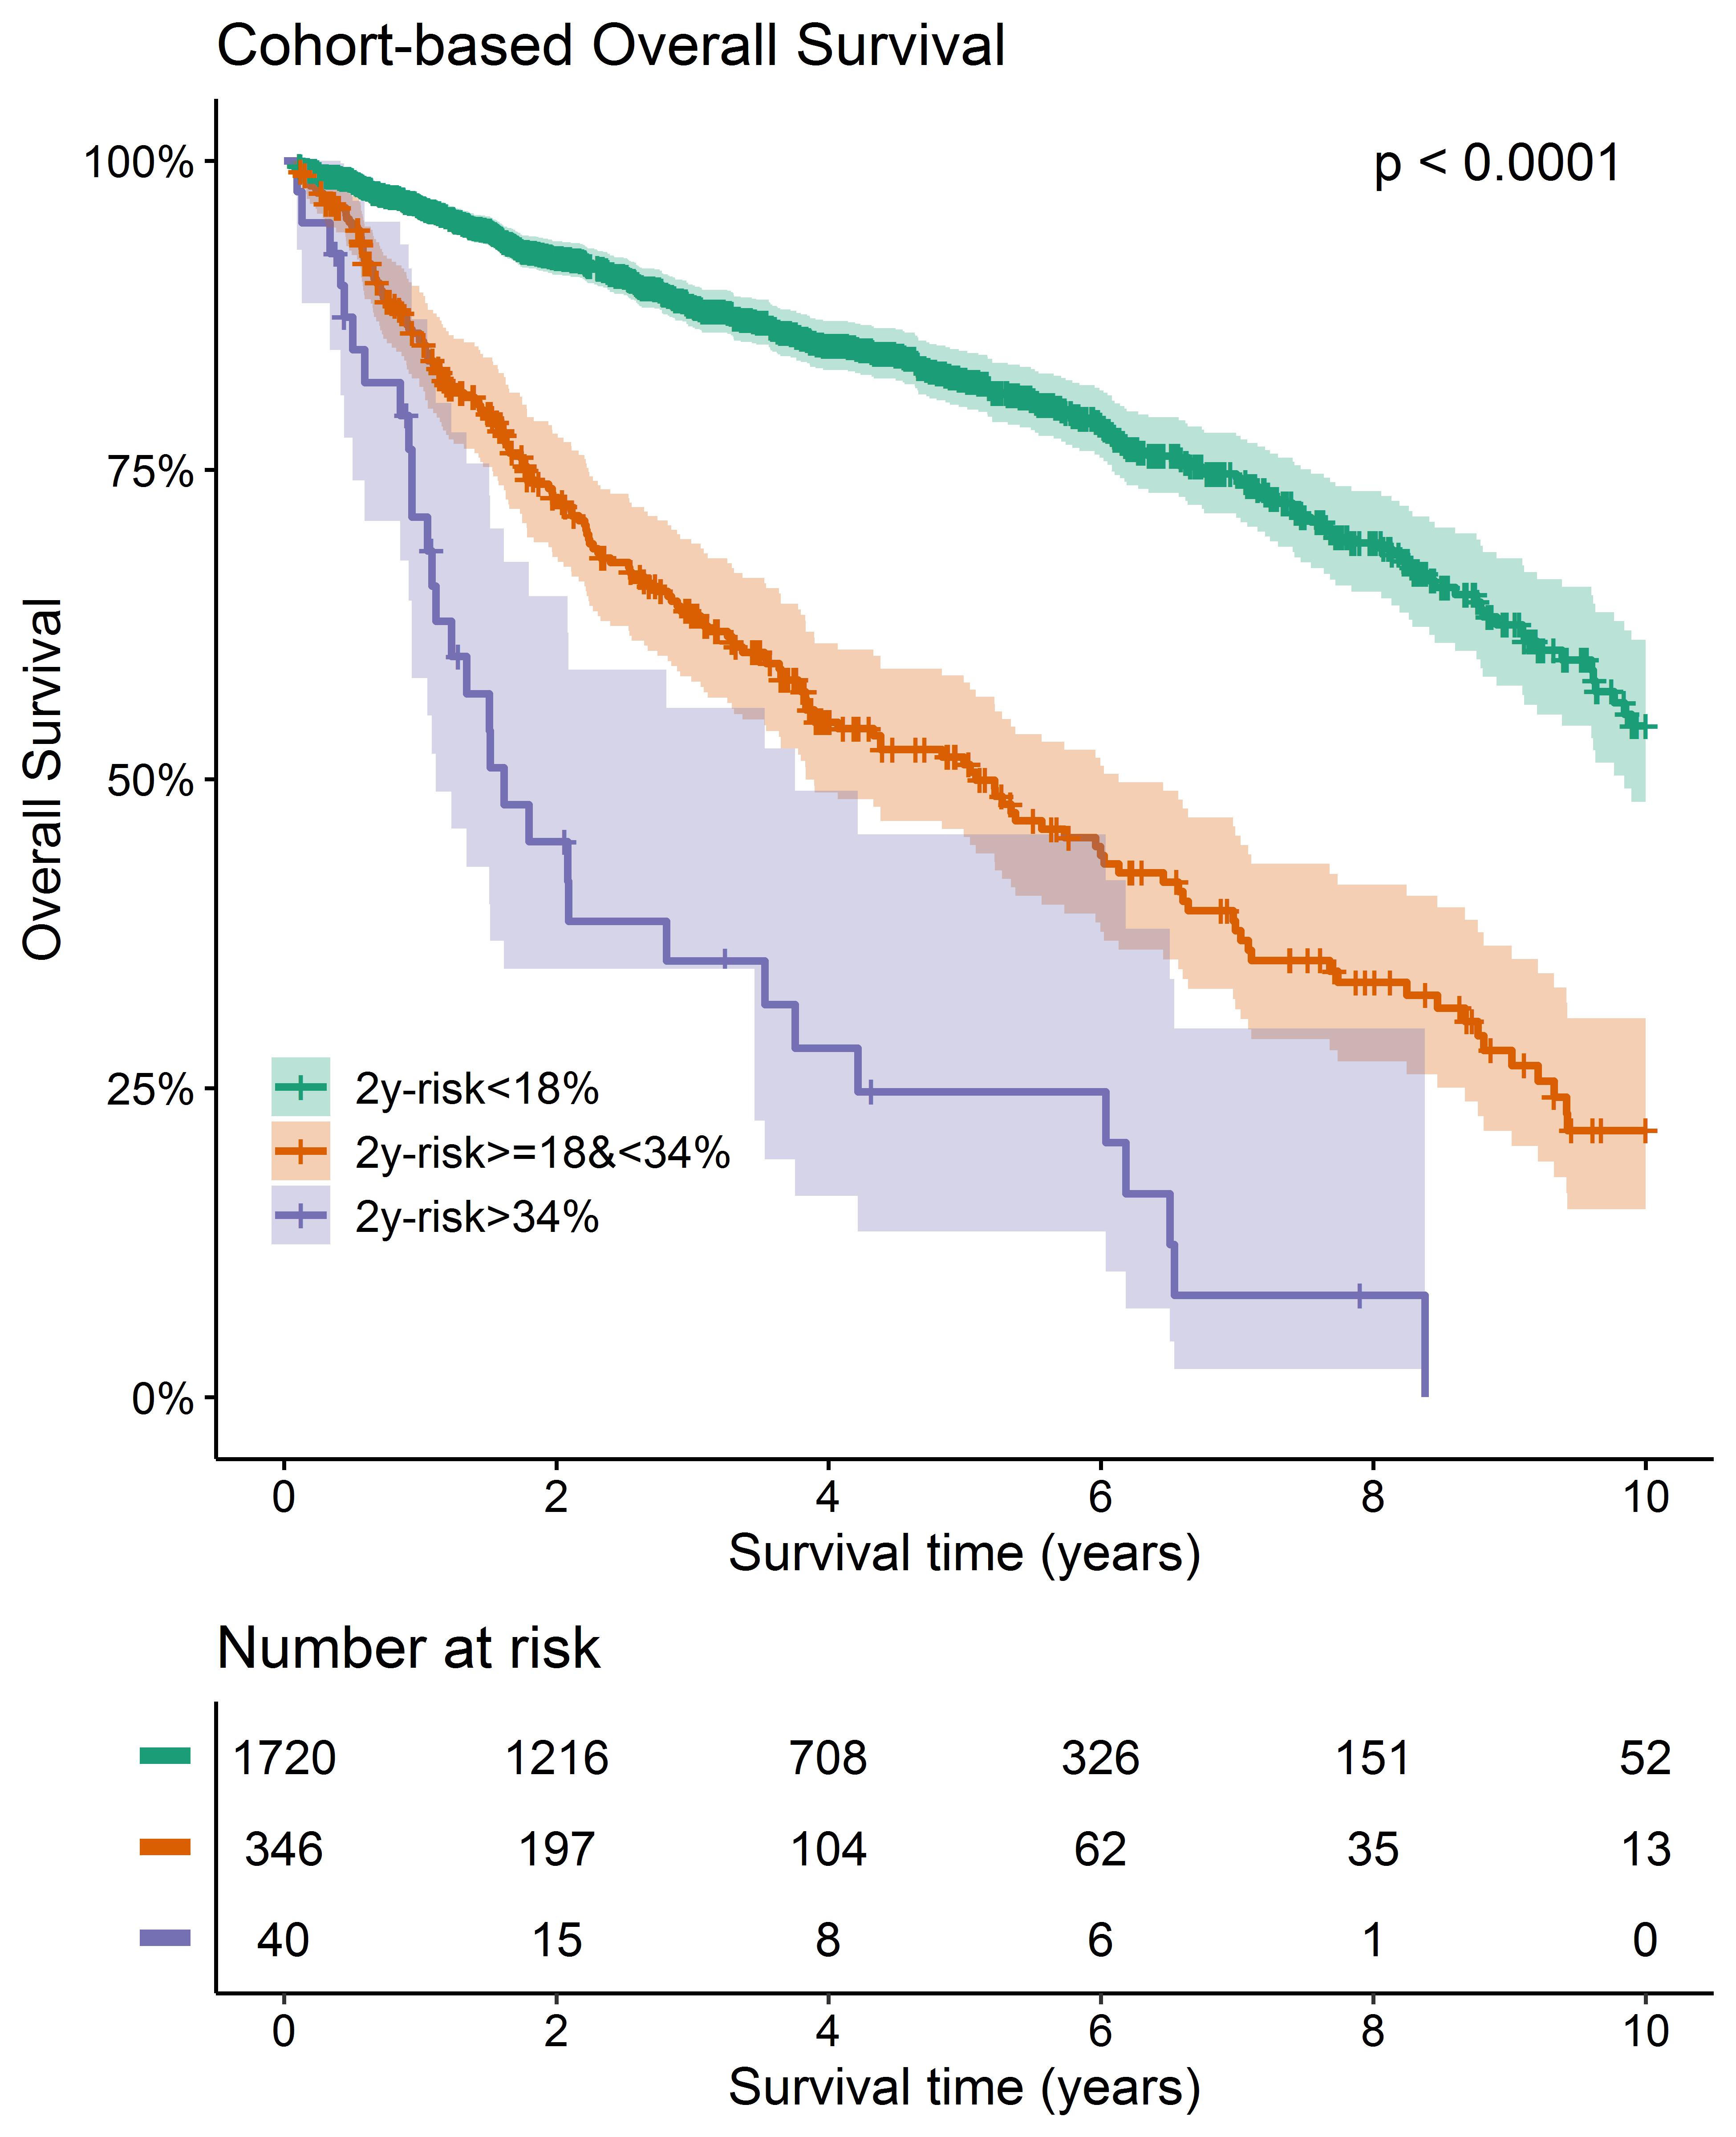 Cohort-based Overall Survival
p < 0.0001
100%
75%
50%
25%
0%
Overall Survival
2y-risk<18%
2y-risk>=18&<34%
2y-risk>34%
0 2 4 6 8 10
Survival time (years)
Number at risk
1720 1216 708 326 151 52
346 197 104 62 35 13
40 15 8 6 1 0
0 2 4 6 8 10
Survival time (years)